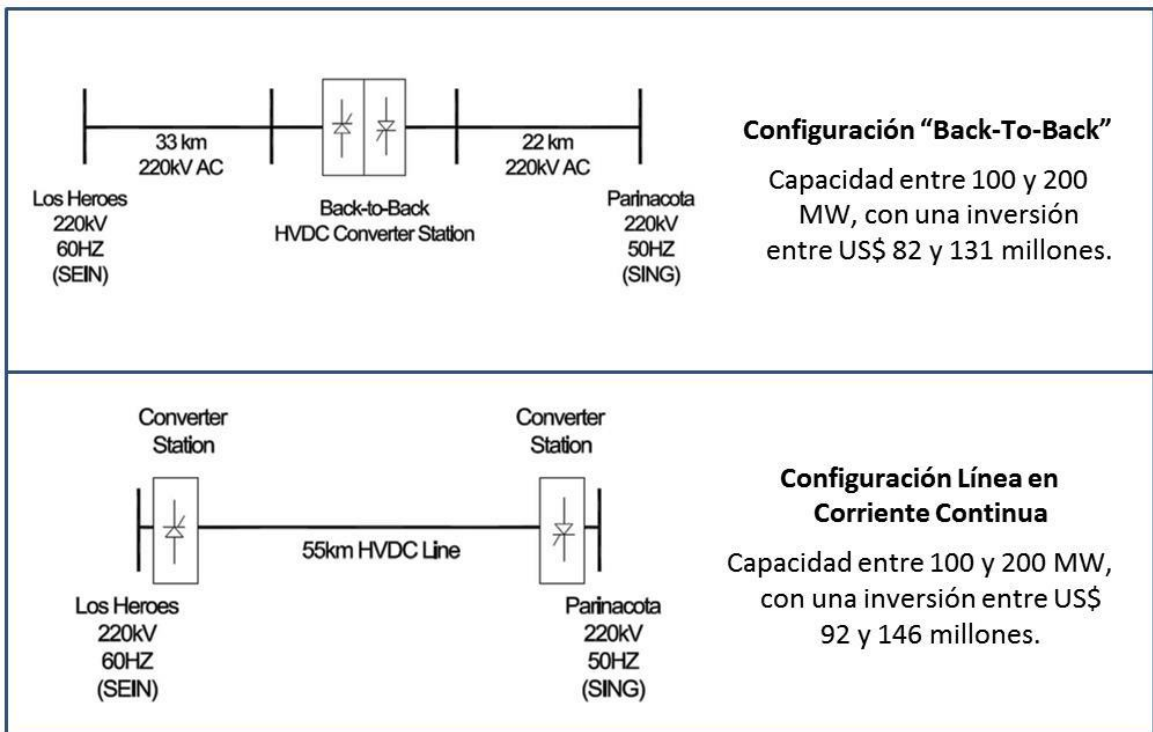 33 km
220kV AC
22 km
220kV AC
Los Heroes
220kV
60HZ
(SEIN)
Back-to-Back
HVDC Converter Station
Parinacota
220kV
50HZ
(SING)
Configuración “Back-To-Back”
Capacidad entre 100 y 200
MW, con una inversión
entre US$ 82 y 131 millones.
Converter
Station
Converter
Station
55km HVDC Line
Los Heroes
220kV
60HZ
(SEIN)
Parinacota
220kV
50HZ
(SING)
Configuración Línea en
Corriente Continua
Capacidad entre 100 y 200 MW,
con una inversión entre US$
92 y 146 millones.